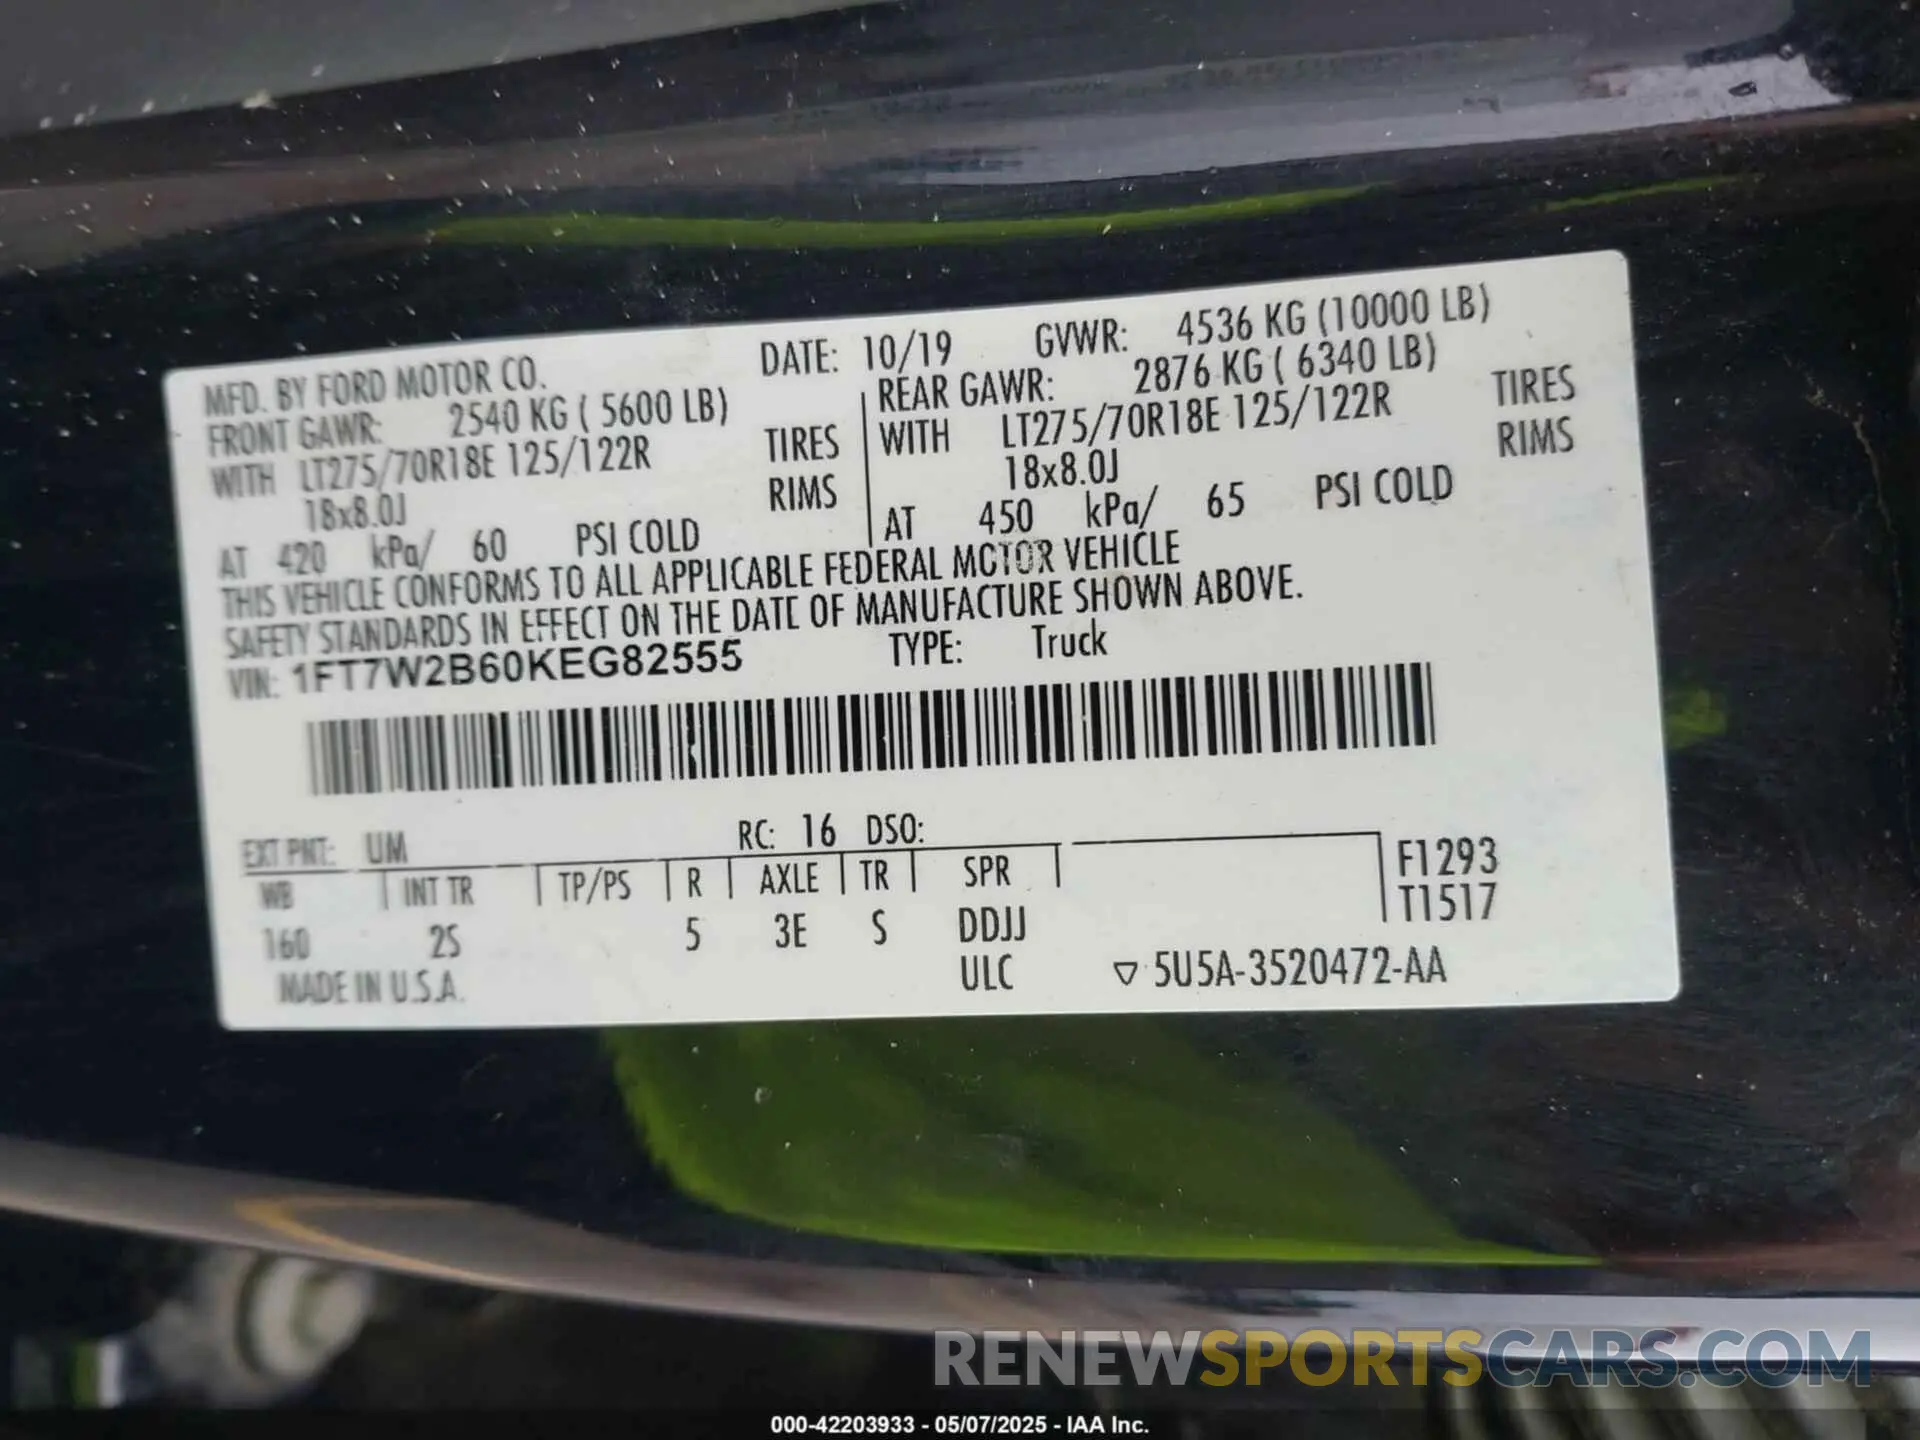 MFD. BY FORD MOTOR CO. DATE: 10/19 GVWR: 4536 KG (10000 LB)
FRONT GAWR: 2540 KG ( 5600 LB) REAR GAWR: 2876 KG ( 6340 LB)
WITH LT275/70R18E 125/122R TIRES WITH LT275/70R18E 125/122R TIRES
18x8.0J RIMS 18x8.0J RIMS
AT 420 kPa/ 60 PSI COLD AT 450 kPa/ 65 PSI COLD
THIS VEHICLE CONFORMS TO ALL APPLICABLE FEDERAL MOTOR VEHICLE
SAFETY STANDARDS IN EFFECT ON THE DATE OF MANUFACTURE SHOWN ABOVE.
VIN: 1FT7W2B60KEG82555 TYPE: Truck
EXT PNT: UM RC: 16 DSO:
WB INT TR TP/PS R AXLE TR SPR F1293
T1517
160 2S 5 3E S DDJJ
MADE IN U.S.A. ULC ▽ 5U5A-3520472-AA
RENEWSPORTSCARS.COM
000-42203933 - 05/07/2025 - IAA Inc.